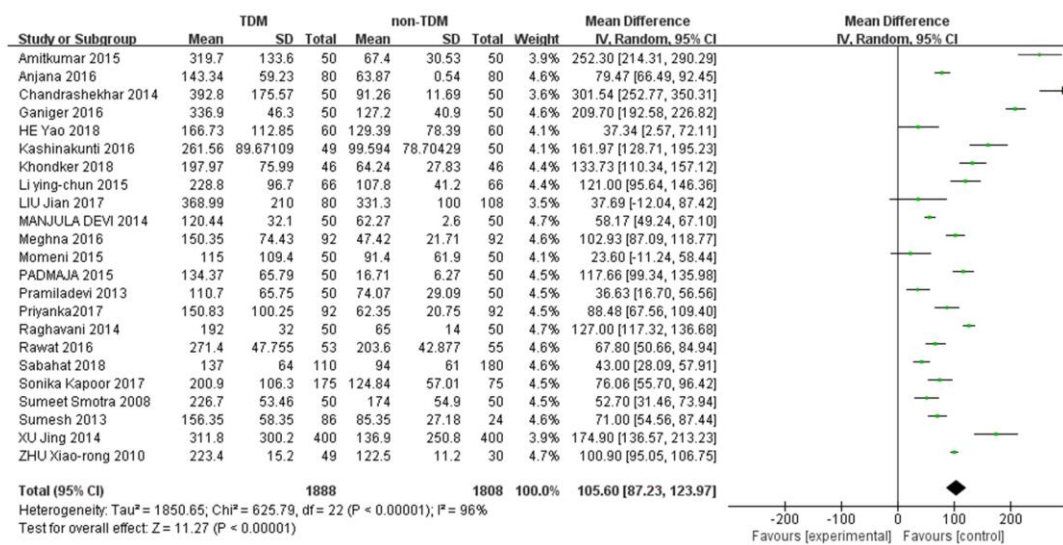 TDM non-TDM Mean Difference Mean Difference
Study or Subgroup Mean SD Total Mean SD Total Weight IV, Random, 95% CI IV, Random, 95% CI
Amitkumar 2015 319.7 133.6 50 67.4 30.53 50 3.9% 252.30 [214.31, 290.29]
Anjana 2016 143.34 59.23 80 63.87 0.54 80 4.6% 79.47 [66.49, 92.45]
Chandrashekhar 2014 392.8 175.57 50 91.26 11.69 50 3.5% 301.54 [252.77, 350.31]
Ganiger 2016 336.9 46.3 50 127.2 40.9 50 4.6% 209.70 [192.58, 226.82]
HE Yao 2018 166.73 112.85 60 129.39 78.39 60 4.1% 37.34 [2.57, 72.11]
Kashinakunti 2016 261.56 89.67109 49 99.594 78.70429 50 4.1% 161.97 [128.71, 195.23]
Khondker 2018 197.97 75.99 46 64.24 27.83 46 4.4% 133.73 [110.34, 157.12]
Li ying-chun 2015 228.8 96.7 66 107.8 41.2 66 4.4% 121.00 [95.64, 146.36]
LIU Jian 2017 368.99 210 80 331.3 100 108 3.5% 37.69 [-12.04, 87.42]
MANJULA DEVI 2014 120.44 32.1 50 62.27 2.6 50 4.7% 58.17 [49.24, 67.10]
Meghna 2016 150.35 74.43 92 47.42 21.71 92 4.6% 102.93 [87.09, 118.77]
Momeni 2015 115 109.4 50 91.4 61.9 50 4.1% 23.60 [-11.24, 58.44]
PADMAJA 2015 134.37 65.79 50 16.71 6.27 50 4.5% 117.66 [99.34, 135.98]
Pramiladevi 2013 110.7 65.75 50 74.07 29.09 50 4.5% 36.63 [16.70, 56.56]
Priyanka2017 150.83 100.25 92 62.35 20.75 92 4.5% 88.48 [67.56, 109.40]
Raghavani 2014 192 32 50 65 14 50 4.7% 127.00 [117.32, 136.68]
Rawat 2016 271.4 47.755 53 203.6 42.877 55 4.6% 67.80 [50.66, 84.94]
Sabahat 2018 137 64 110 94 61 180 4.6% 43.00 [28.09, 57.91]
Sonika Kapoor 2017 200.9 106.3 175 124.84 57.01 75 4.5% 76.06 [55.70, 96.42]
Sumeet Smotra 2008 226.7 53.46 50 174 54.9 50 4.5% 52.70 [31.46, 73.94]
Sumesh 2013 156.35 58.35 86 85.35 27.18 24 4.6% 71.00 [54.56, 87.44]
XU Jing 2014 311.8 300.2 400 136.9 250.8 400 3.9% 174.90 [136.57, 213.23]
ZHU Xiao-rong 2010 223.4 15.2 49 122.5 11.2 30 4.7% 100.90 [95.05, 106.75]
Total (95% CI) 1888 1808 100.0% 105.60 [87.23, 123.97]
Heterogeneity: Tau² = 1850.65; Chi² = 625.79, df = 22 (P < 0.00001); I² = 96%
Test for overall effect: Z = 11.27 (P < 0.00001)
-200 -100 0 100 200
Favours [experimental] Favours [control]